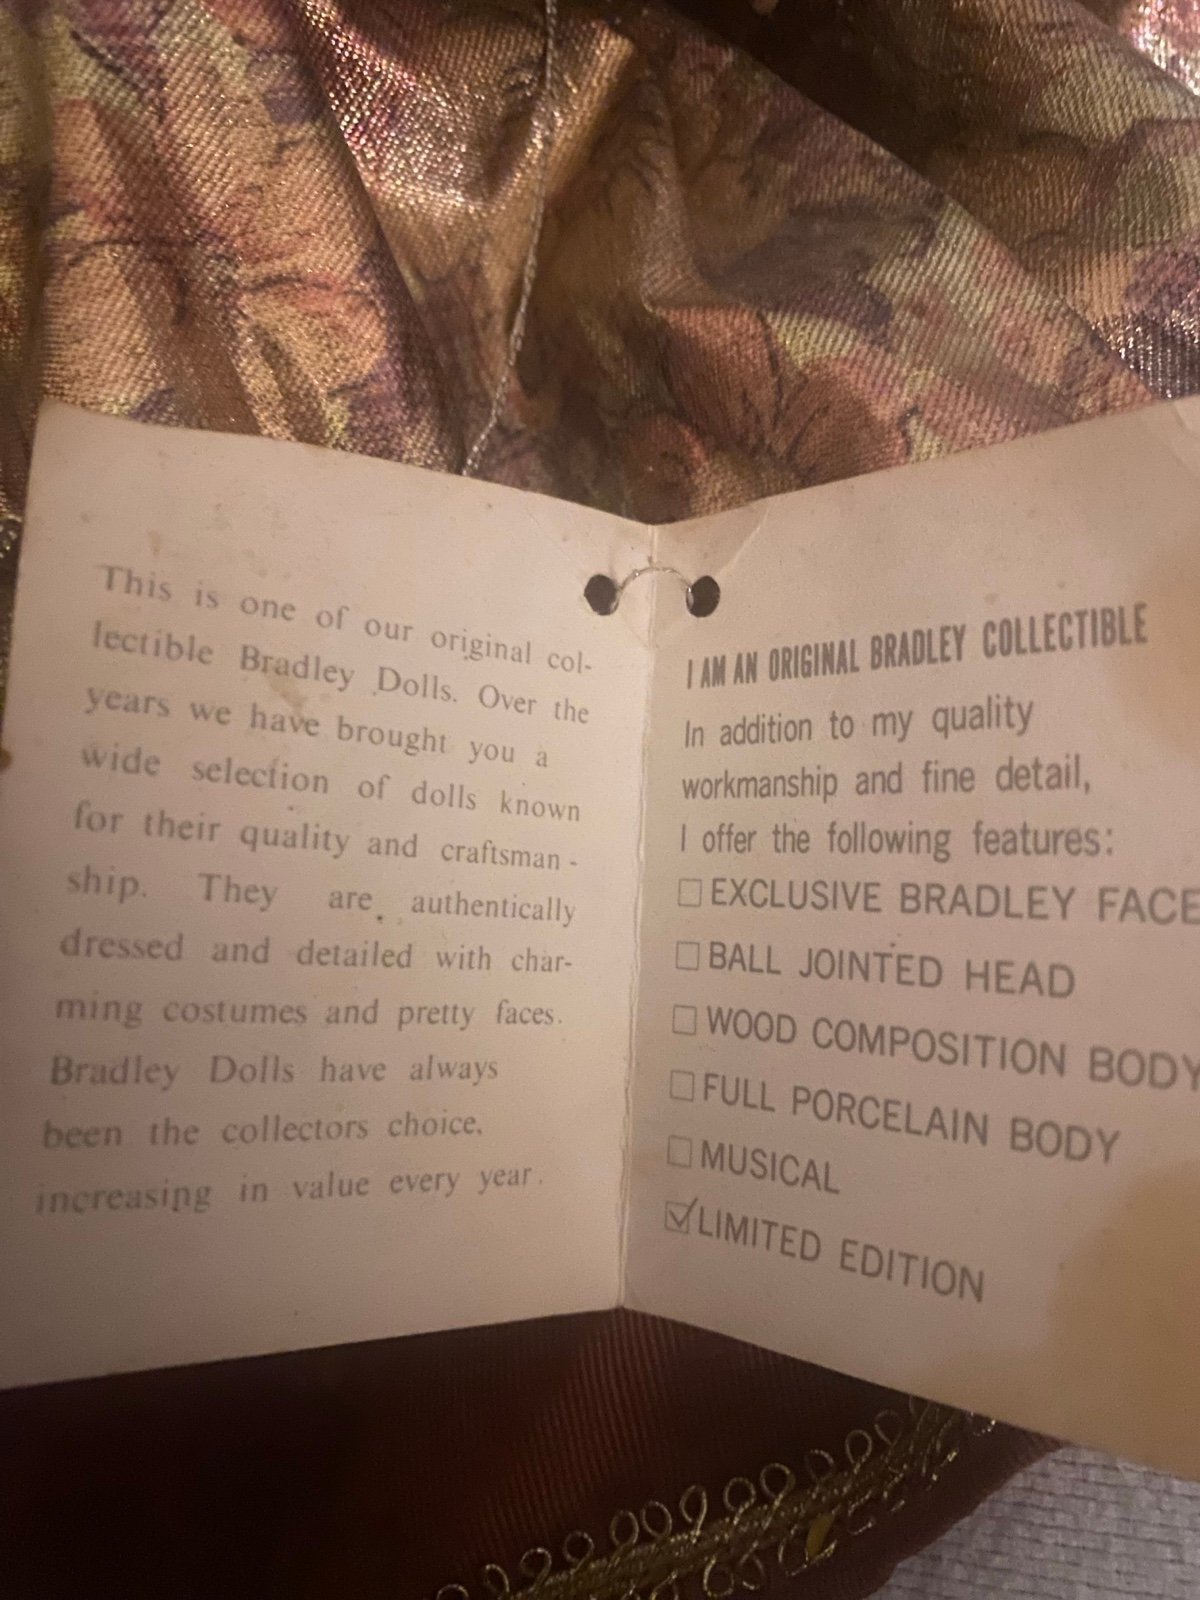 This is one of our original col-
lectible Bradley Dolls. Over the
years we have brought you a
wide selection of dolls known
for their quality and craftsman -
ship. They are authentically
dressed and detailed with char-
ming costumes and pretty faces.
Bradley Dolls have always
been the collectors choice.
increasing in value every year.
I AM AN ORIGINAL BRADLEY COLLECTIBLE
In addition to my quality
workmanship and fine detail,
I offer the following features:
☐ EXCLUSIVE BRADLEY FACE
☐ BALL JOINTED HEAD
☐ WOOD COMPOSITION BODY
☐ FULL PORCELAIN BODY
☐ MUSICAL
☑ LIMITED EDITION